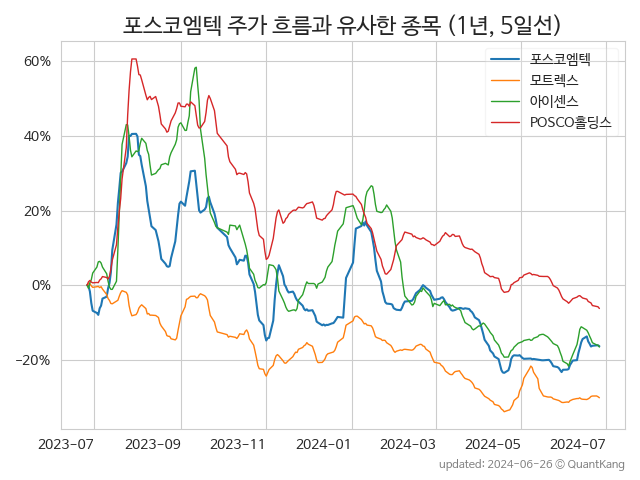 포스코엠텍 주가 흐름과 유사한 종목 (1년, 5일선)
포스코엠텍
모트렉스
아이센스
POSCO홀딩스
60%
40%
20%
0%
−20%
2023-07 2023-09 2023-11 2024-01 2024-03 2024-05 2024-07
updated: 2024-06-26 © QuantKang